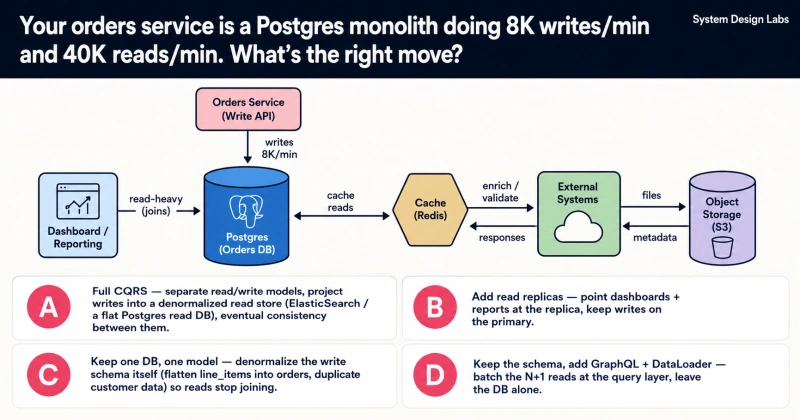 Your orders service is a Postgres monolith doing 8K writes/min
and 40K reads/min. What's the right move?
System Design Labs
Orders Service
(Write API)
writes
8K/min
Dashboard /
Reporting
read-heavy
(joins)
Postgres
(Orders DB)
cache
reads
Cache
(Redis)
enrich /
validate
responses
External
Systems
files
metadata
Object
Storage
(S3)
A
Full CQRS — separate read/write models, project
writes into a denormalized read store (ElasticSearch /
a flat Postgres read DB), eventual consistency
between them.
B
Add read replicas — point dashboards +
reports at the replica, keep writes on
the primary.
C
Keep one DB, one model — denormalize the write
schema itself (flatten line_items into orders, duplicate
customer data) so reads stop joining.
D
Keep the schema, add GraphQL + DataLoader —
batch the N+1 reads at the query layer, leave
the DB alone.